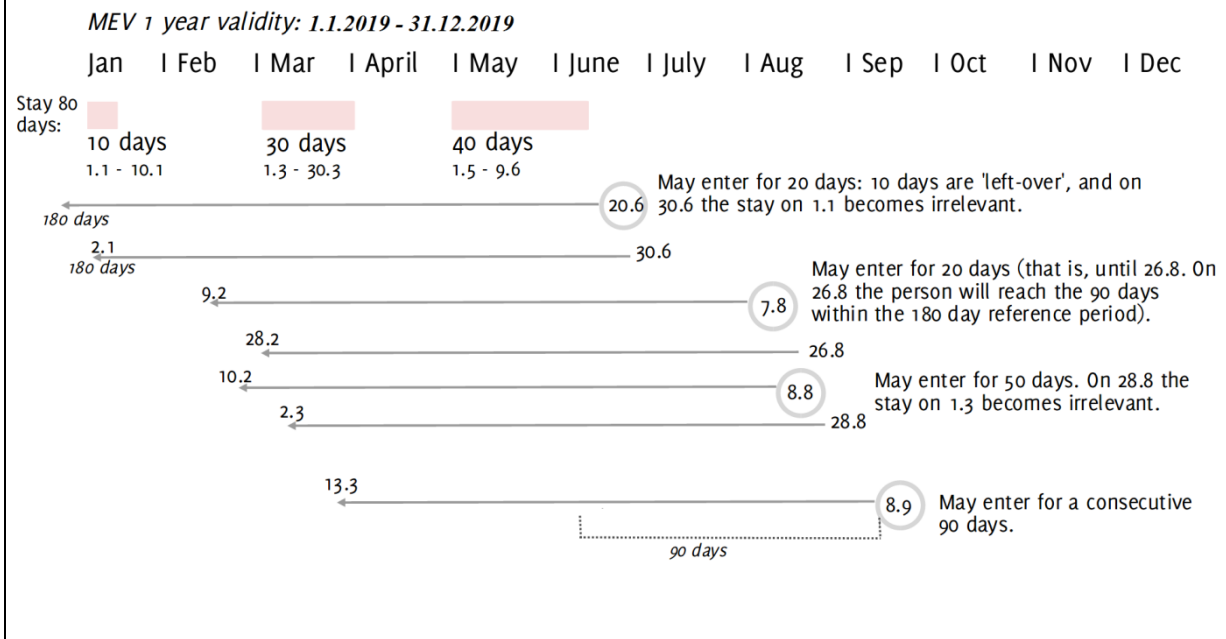 MEV 1 year validity: 1.1.2019 - 31.12.2019
Jan I Feb I Mar I April I May I June I July I Aug I Sep I Oct I Nov I Dec
Stay 80
days:
10 days 30 days 40 days
1.1 - 10.1 1.3 - 30.3 1.5 - 9.6
May enter for 20 days: 10 days are 'left-over', and on
20.6 30.6 the stay on 1.1 becomes irrelevant.
180 days
2.1 30.6
180 days
May enter for 20 days (that is, until 26.8. On
9.2 26.8 the person will reach the 90 days
7.8 within the 180 day reference period).
28.2 26.8
10.2 May enter for 50 days. On 28.8 the
8.8 stay on 1.3 becomes irrelevant.
2.3 28.8
13.3
8.9 May enter for a consecutive
90 days.
90 days